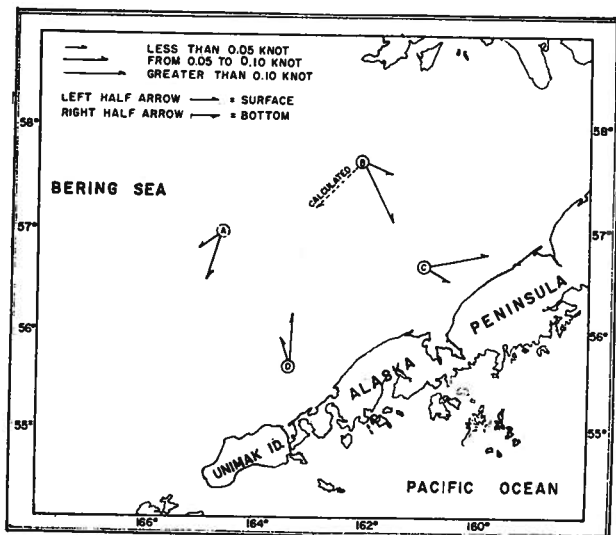 LESS THAN 0.05 KNOT
FROM 0.05 TO 0.10 KNOT
GREATER THAN 0.10 KNOT
LEFT HALF ARROW = SURFACE
RIGHT HALF ARROW = BOTTOM
58°
58°
BERING SEA
CALCULATED
B
57°
A
57°
C
56°
56°
D
ALASKA PENINSULA
55°
55°
UNIMAK ID.
PACIFIC OCEAN
166°
164°
162°
160°